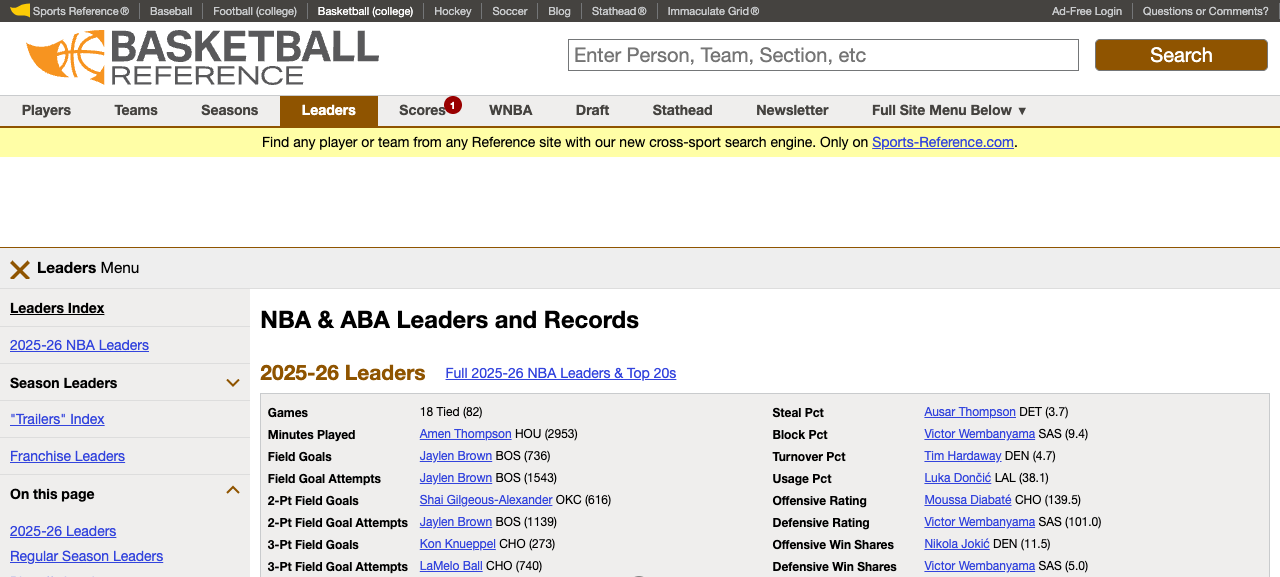 Sports Reference® Baseball Football (college) Basketball (college) Hockey Soccer Blog Stathead® Immaculate Grid® Ad-Free Login Questions or Comments?
BASKETBALL
REFERENCE
Enter Person, Team, Section, etc Search
Players Teams Seasons Leaders Scores 1 WNBA Draft Stathead Newsletter Full Site Menu Below ▼
Find any player or team from any Reference site with our new cross-sport search engine. Only on Sports-Reference.com.
Leaders Menu
Leaders Index
2025-26 NBA Leaders
Season Leaders
"Trailers" Index
Franchise Leaders
On this page
2025-26 Leaders
Regular Season Leaders
NBA & ABA Leaders and Records
2025-26 Leaders Full 2025-26 NBA Leaders & Top 20s
Games 18 Tied (82)
Minutes Played Amen Thompson HOU (2953)
Field Goals Jaylen Brown BOS (736)
Field Goal Attempts Jaylen Brown BOS (1543)
2-Pt Field Goals Shai Gilgeous-Alexander OKC (616)
2-Pt Field Goal Attempts Jaylen Brown BOS (1139)
3-Pt Field Goals Kon Knueppel CHO (273)
3-Pt Field Goal Attempts LaMelo Ball CHO (740)
Steal Pct Ausar Thompson DET (3.7)
Block Pct Victor Wembanyama SAS (9.4)
Turnover Pct Tim Hardaway DEN (4.7)
Usage Pct Luka Dončić LAL (38.1)
Offensive Rating Moussa Diabaté CHO (139.5)
Defensive Rating Victor Wembanyama SAS (101.0)
Offensive Win Shares Nikola Jokić DEN (11.5)
Defensive Win Shares Victor Wembanyama SAS (5.0)